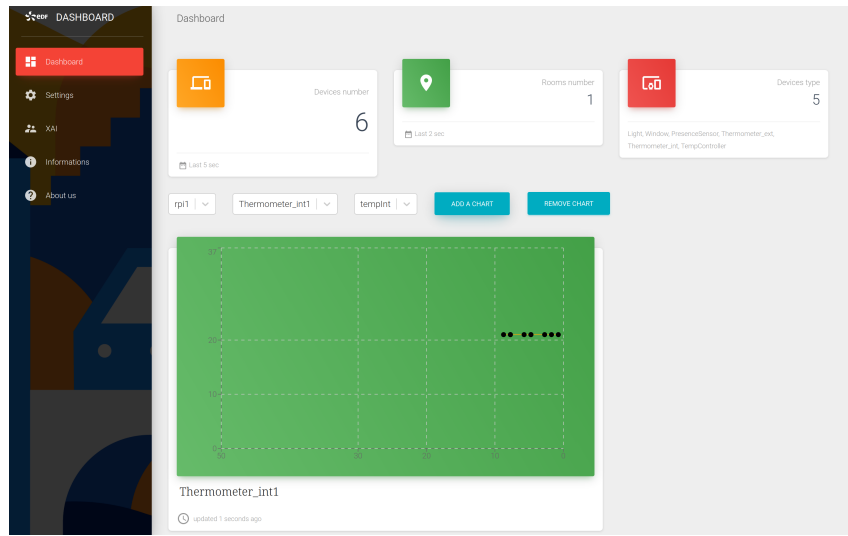 edf DASHBOARD
Dashboard
Dashboard
Settings
XAI
Informations
About us
Devices number
6
Last 5 sec
Rooms number
1
Last 2 sec
Devices type
5
Light, Window, PresenceSensor, Thermometer_ext,
Thermometer_int, TempController
rpi1
Thermometer_int1
tempInt
ADD A CHART
REMOVE CHART
37
20
10
0
50 30 20 10 0
Thermometer_int1
updated 1 seconds ago